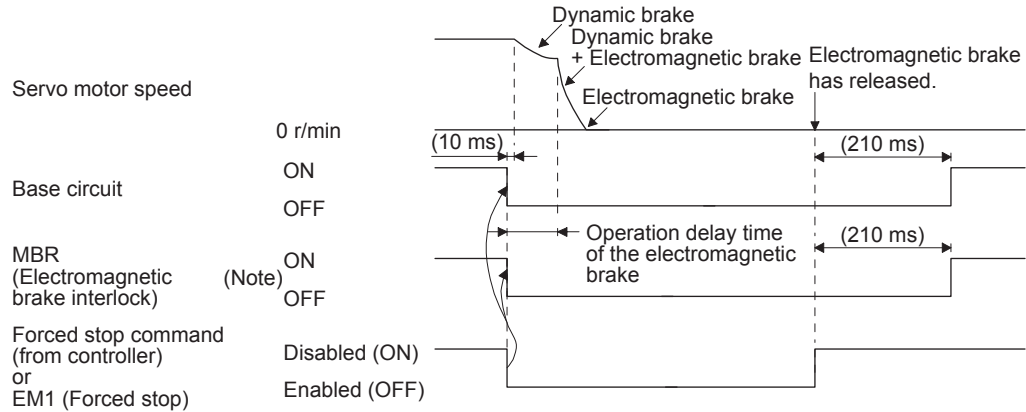 Dynamic brake
Dynamic brake
+ Electromagnetic brake
Electromagnetic brake
has released.
Servo motor speed
Electromagnetic brake
0 r/min
(10 ms)
(210 ms)
ON
Base circuit
OFF
Operation delay time
of the electromagnetic
brake
(210 ms)
MBR
(Electromagnetic
brake interlock)
(Note)
ON
OFF
Forced stop command
(from controller)
or
EM1 (Forced stop)
Disabled (ON)
Enabled (OFF)